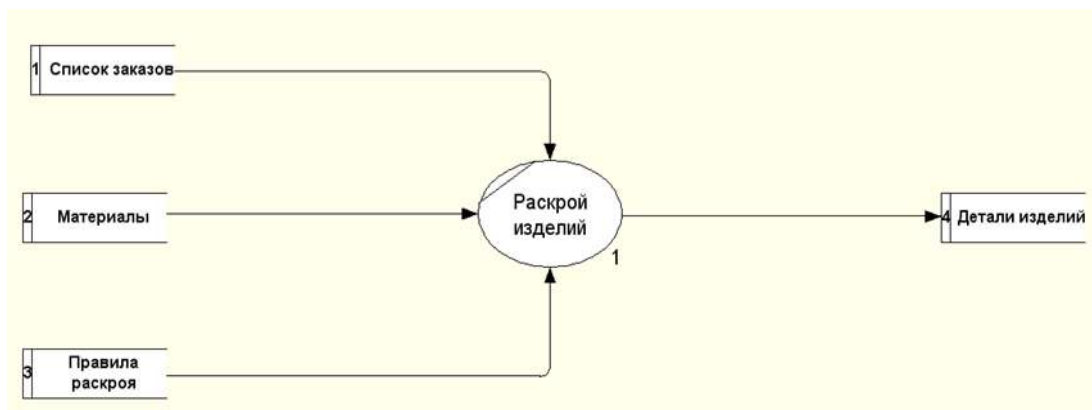 1 Список заказов
2 Материалы
3 Правила
раскроя
Раскрой
изделий
1
4 Детали изделий